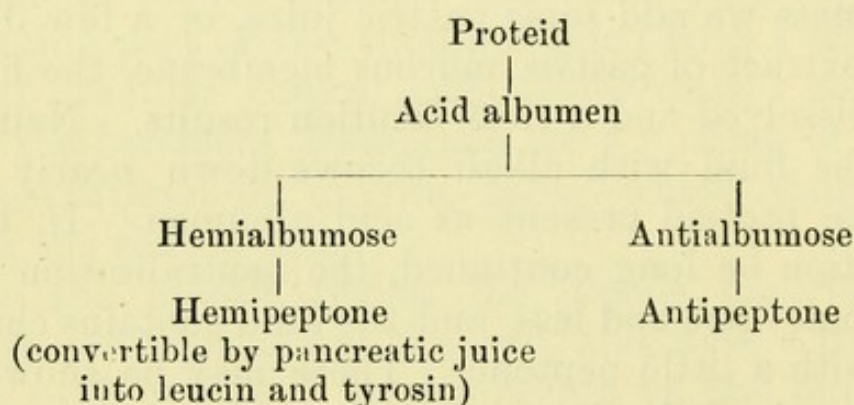 Proteid
Acid albumen
Hemialbumose Antialbumose
Hemipeptone Antipeptone
(convertible by pancreatic juice
into leucin and tyrosin)